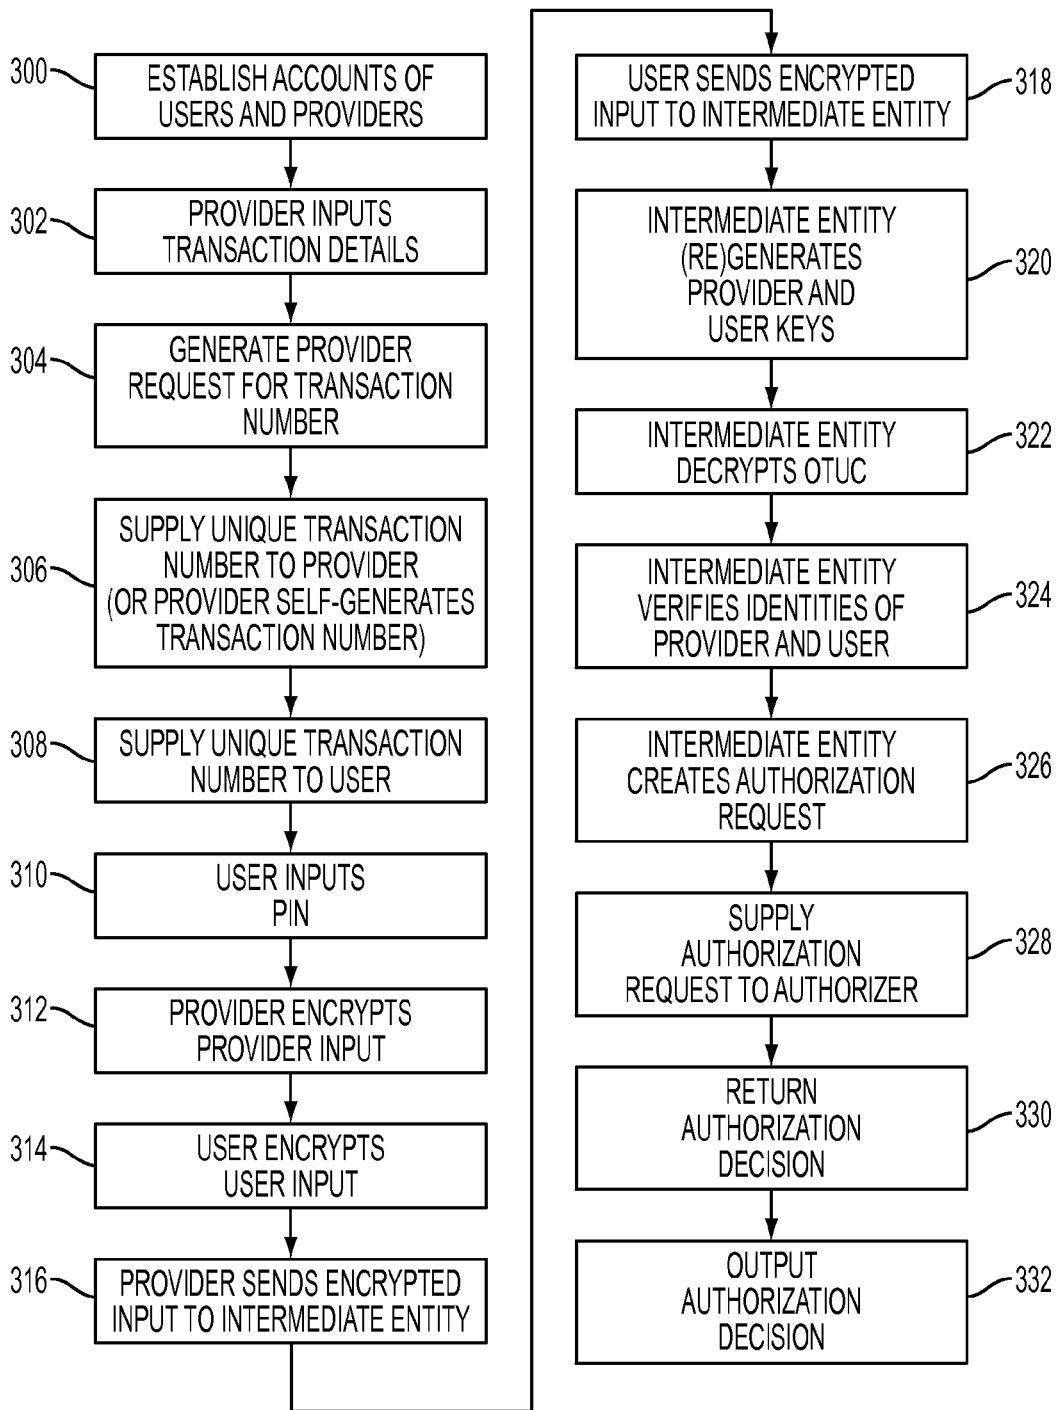 300
ESTABLISH ACCOUNTS OF
USERS AND PROVIDERS
302
PROVIDER INPUTS
TRANSACTION DETAILS
304
GENERATE PROVIDER
REQUEST FOR TRANSACTION
NUMBER
306
SUPPLY UNIQUE TRANSACTION
NUMBER TO PROVIDER
(OR PROVIDER SELF-GENERATES
TRANSACTION NUMBER)
308
SUPPLY UNIQUE TRANSACTION
NUMBER TO USER
310
USER INPUTS
PIN
312
PROVIDER ENCRYPTS
PROVIDER INPUT
314
USER ENCRYPTS
USER INPUT
316
PROVIDER SENDS ENCRYPTED
INPUT TO INTERMEDIATE ENTITY
USER SENDS ENCRYPTED
INPUT TO INTERMEDIATE ENTITY
318
INTERMEDIATE ENTITY
(RE)GENERATES
PROVIDER AND
USER KEYS
320
INTERMEDIATE ENTITY
DECRYPTS OTUC
322
INTERMEDIATE ENTITY
VERIFIES IDENTITIES OF
PROVIDER AND USER
324
INTERMEDIATE ENTITY
CREATES AUTHORIZATION
REQUEST
326
SUPPLY
AUTHORIZATION
REQUEST TO AUTHORIZER
328
RETURN
AUTHORIZATION
DECISION
330
OUTPUT
AUTHORIZATION
DECISION
332